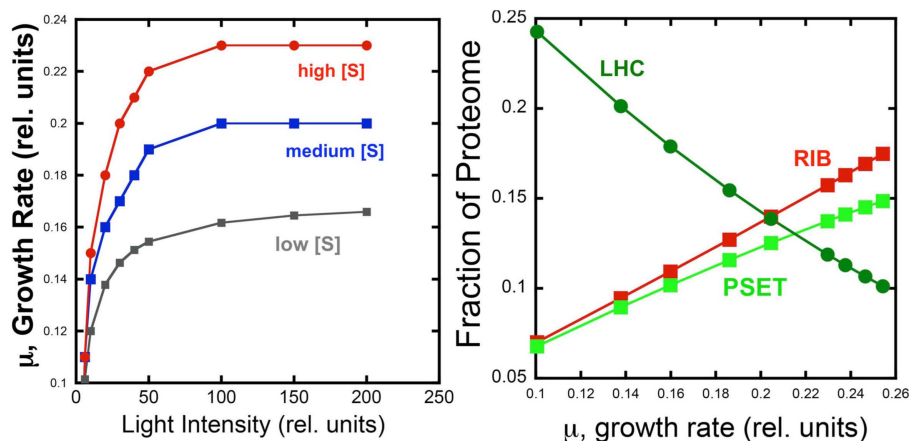 μ, Growth Rate (rel. units)
0.24
0.22
0.2
0.18
0.16
0.14
0.12
0.1
high [S]
medium [S]
low [S]
0
50
100
150
200
250
Light Intensity (rel. units)
Fraction of Proteome
0.25
0.2
0.15
0.1
0.05
LHC
RIB
PSET
0.1
0.12
0.14
0.16
0.18
0.2
0.22
0.24
0.26
μ, growth rate (rel. units)